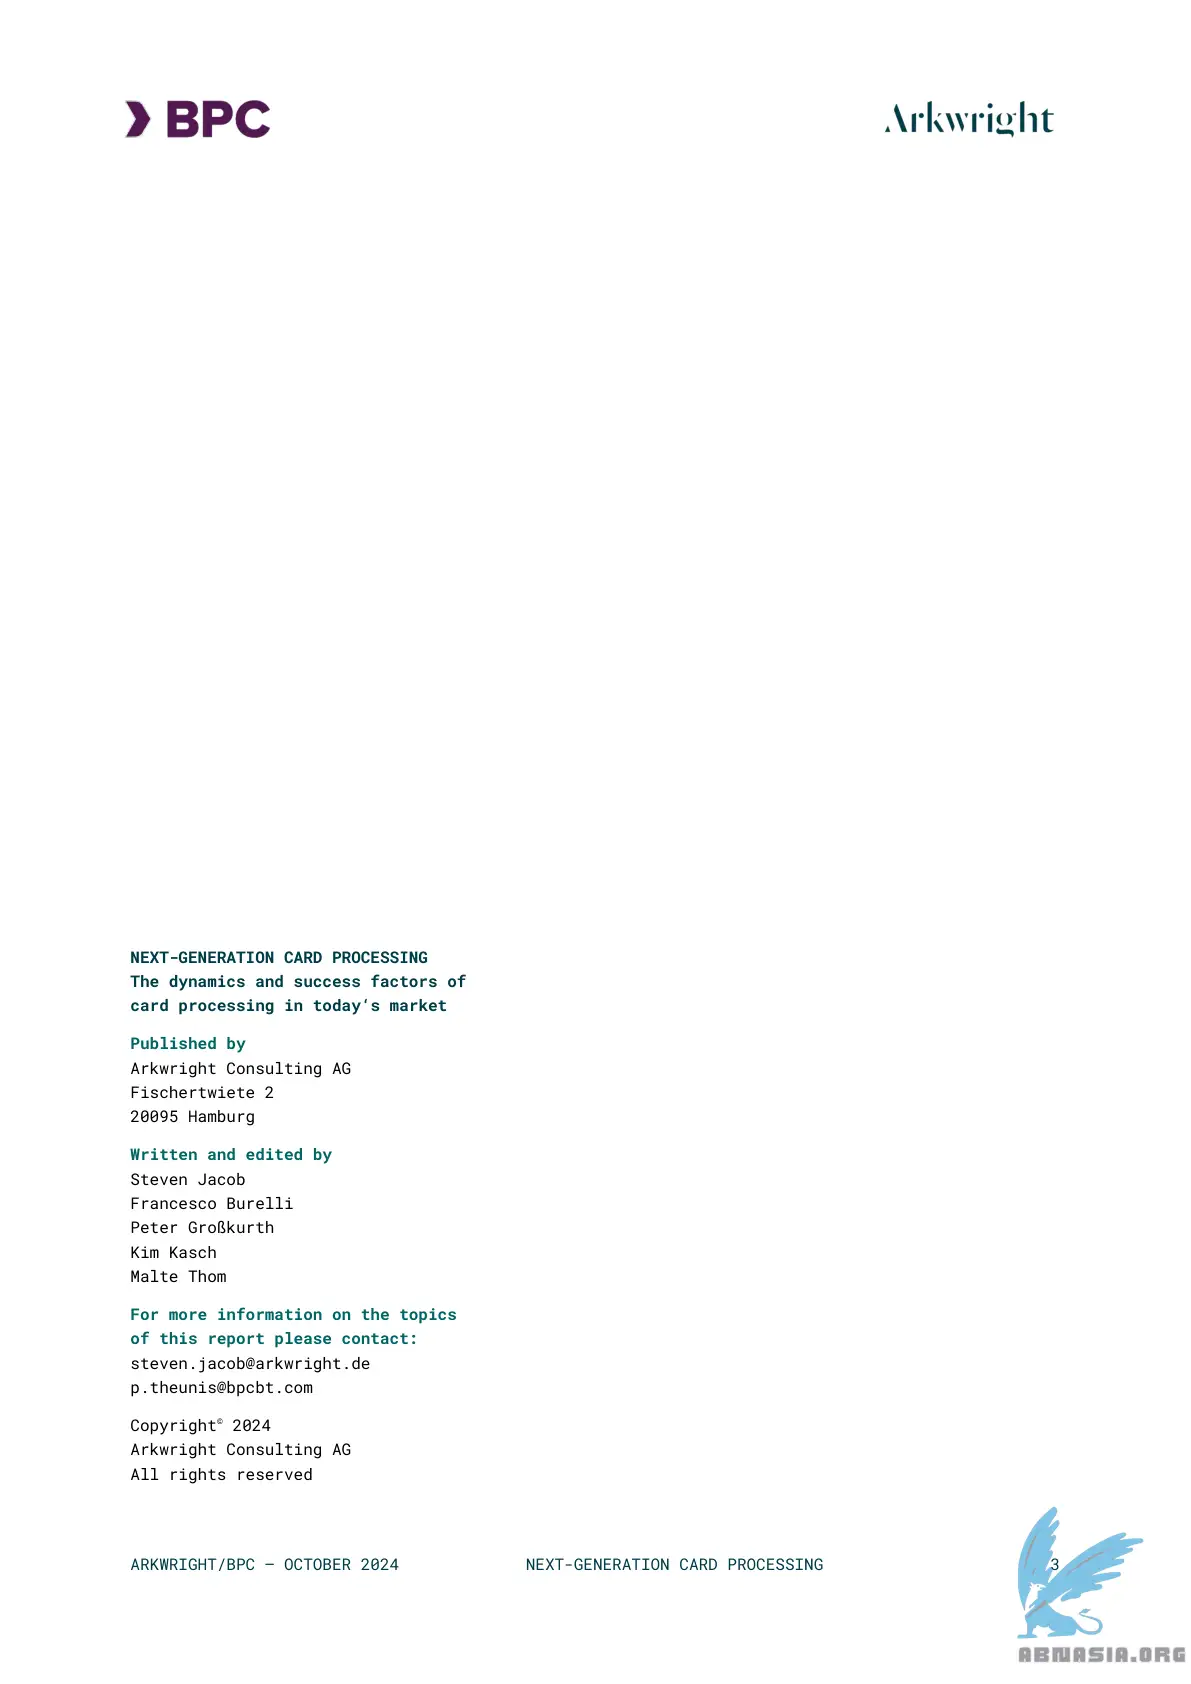 BPC
Arkwright
NEXT-GENERATION CARD PROCESSING
The dynamics and success factors of
card processing in today‘s market
Published by
Arkwright Consulting AG
Fischertwiete 2
20095 Hamburg
Written and edited by
Steven Jacob
Francesco Burelli
Peter Großkurth
Kim Kasch
Malte Thom
For more information on the topics
of this report please contact:
steven.jacob@arkwright.de
p.theunis@bpcbt.com
Copyright© 2024
Arkwright Consulting AG
All rights reserved
ARKWRIGHT/BPC – OCTOBER 2024 NEXT-GENERATION CARD PROCESSING 3
ABNASIA.ORG